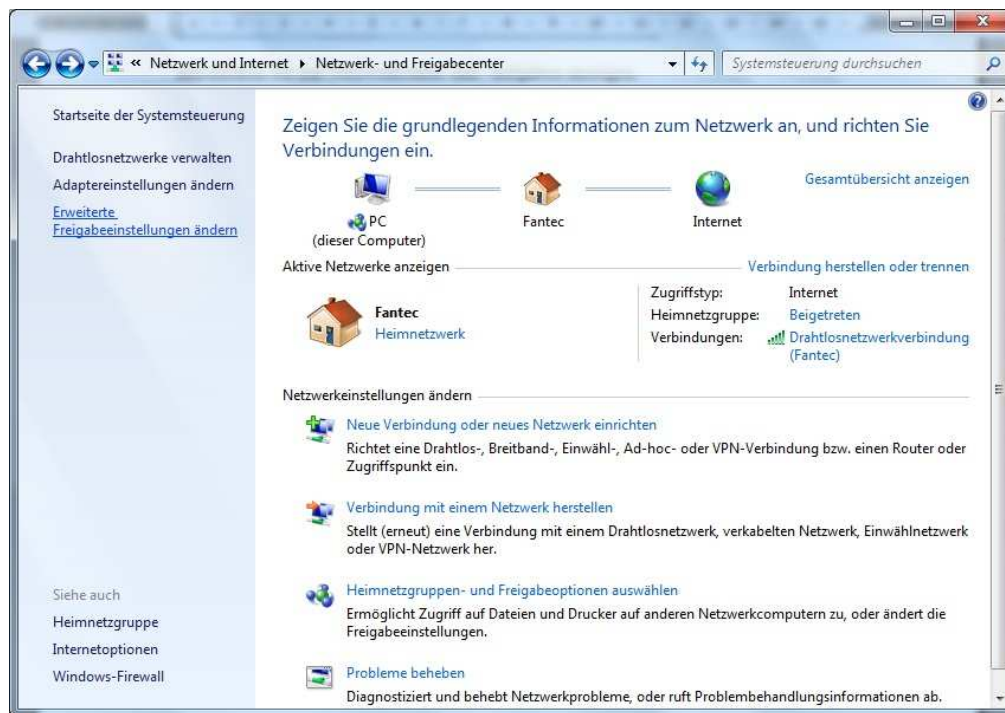 « Netzwerk und Internet ▸ Netzwerk- und Freigabecenter
Systemsteuerung durchsuchen
Startseite der Systemsteuerung
Drahtlosnetzwerke verwalten
Adaptereinstellungen ändern
Erweiterte
Freigabeeinstellungen ändern
Siehe auch
Heimnetzgruppe
Internetoptionen
Windows-Firewall
Zeigen Sie die grundlegenden Informationen zum Netzwerk an, und richten Sie
Verbindungen ein.
Gesamtübersicht anzeigen
PC
(dieser Computer)
Fantec
Internet
Aktive Netzwerke anzeigen
Verbindung herstellen oder trennen
Fantec
Heimnetzwerk
Zugriffstyp: Internet
Heimnetzgruppe: Beigetreten
Verbindungen: Drahtlosnetzwerkverbindung
(Fantec)
Netzwerkeinstellungen ändern
Neue Verbindung oder neues Netzwerk einrichten
Richtet eine Drahtlos-, Breitband-, Einwähl-, Ad-hoc- oder VPN-Verbindung bzw. einen Router oder
Zugriffspunkt ein.
Verbindung mit einem Netzwerk herstellen
Stellt (erneut) eine Verbindung mit einem Drahtlosnetzwerk, verkabelten Netzwerk, Einwählnetzwerk
oder VPN-Netzwerk her.
Heimnetzgruppen- und Freigabeoptionen auswählen
Ermöglicht Zugriff auf Dateien und Drucker auf anderen Netzwerkcomputern zu, oder ändert die
Freigabeeinstellungen.
Probleme beheben
Diagnostiziert und behebt Netzwerkprobleme, oder ruft Problembehandlungsinformationen ab.